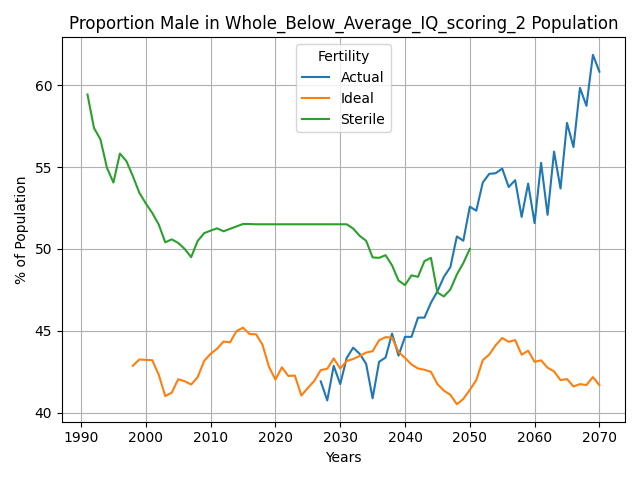 Proportion Male in Whole_Below_Average_IQ_scoring_2 Population
Fertility
Actual
Ideal
Sterile
% of Population
60
55
50
45
40
1990
2000
2010
2020
2030
2040
2050
2060
2070
Years